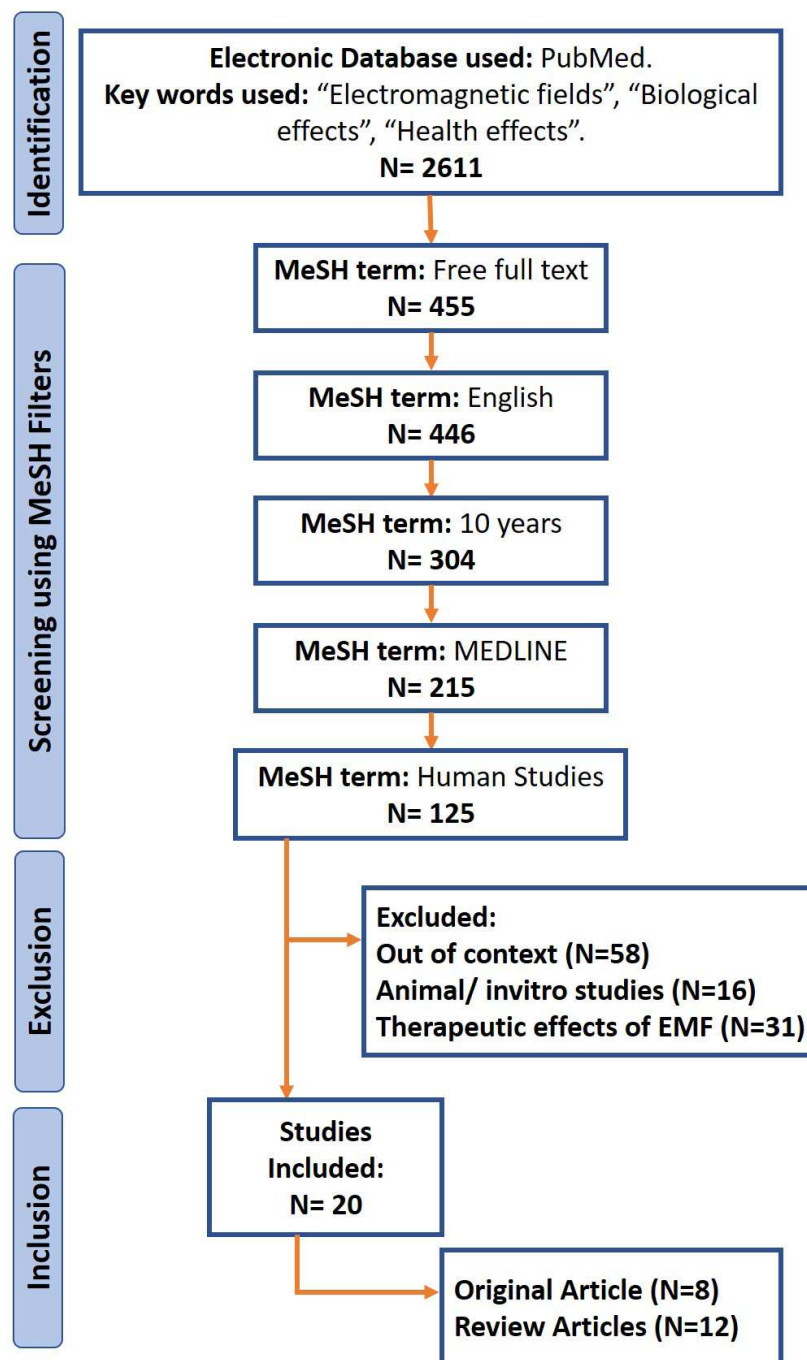 Identification
Electronic Database used: PubMed.
Key words used: “Electromagnetic fields”, “Biological
effects”, “Health effects”.
N= 2611
Screening using MeSH Filters
MeSH term: Free full text
N= 455
MeSH term: English
N= 446
MeSH term: 10 years
N= 304
MeSH term: MEDLINE
N= 215
MeSH term: Human Studies
N= 125
Exclusion
Excluded:
Out of context (N=58)
Animal/ invitro studies (N=16)
Therapeutic effects of EMF (N=31)
Inclusion
Studies
Included:
N= 20
Original Article (N=8)
Review Articles (N=12)